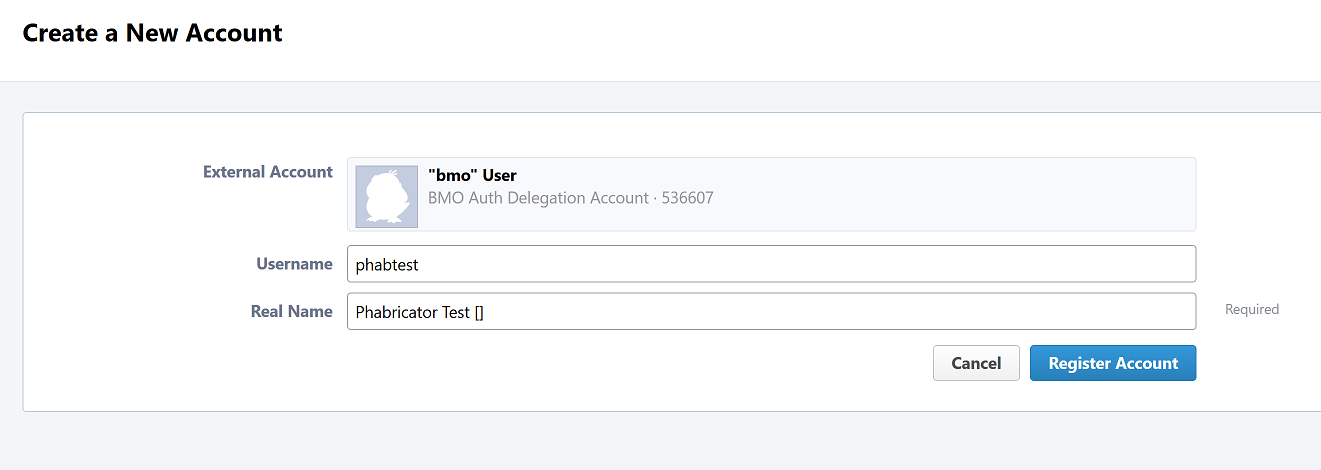 Create a New Account
External Account
"bmo" User
BMO Auth Delegation Account · 536607
Username
phabtest
Real Name
Phabricator Test []
Required
Cancel
Register Account